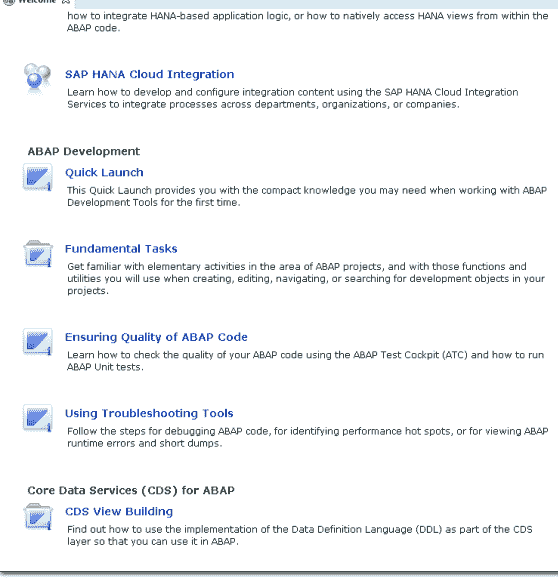 Welcome
how to integrate HANA-based application logic, or how to natively access HANA views from within the
ABAP code.
SAP HANA Cloud Integration
Learn how to develop and configure integration content using the SAP HANA Cloud Integration
Services to integrate processes across departments, organizations, or companies.
ABAP Development
Quick Launch
This Quick Launch provides you with the compact knowledge you may need when working with ABAP
Development Tools for the first time.
Fundamental Tasks
Get familiar with elementary activities in the area of ABAP projects, and with those functions and
utilities you will use when creating, editing, navigating, or searching for development objects in your
projects.
Ensuring Quality of ABAP Code
Learn how to check the quality of your ABAP code using the ABAP Test Cockpit (ATC) and how to run
ABAP Unit tests.
Using Troubleshooting Tools
Follow the steps for debugging ABAP code, for identifying performance hot spots, or for viewing ABAP
runtime errors and short dumps.
Core Data Services (CDS) for ABAP
CDS View Building
Find out how to use the implementation of the Data Definition Language (DDL) as part of the CDS
layer so that you can use it in ABAP.